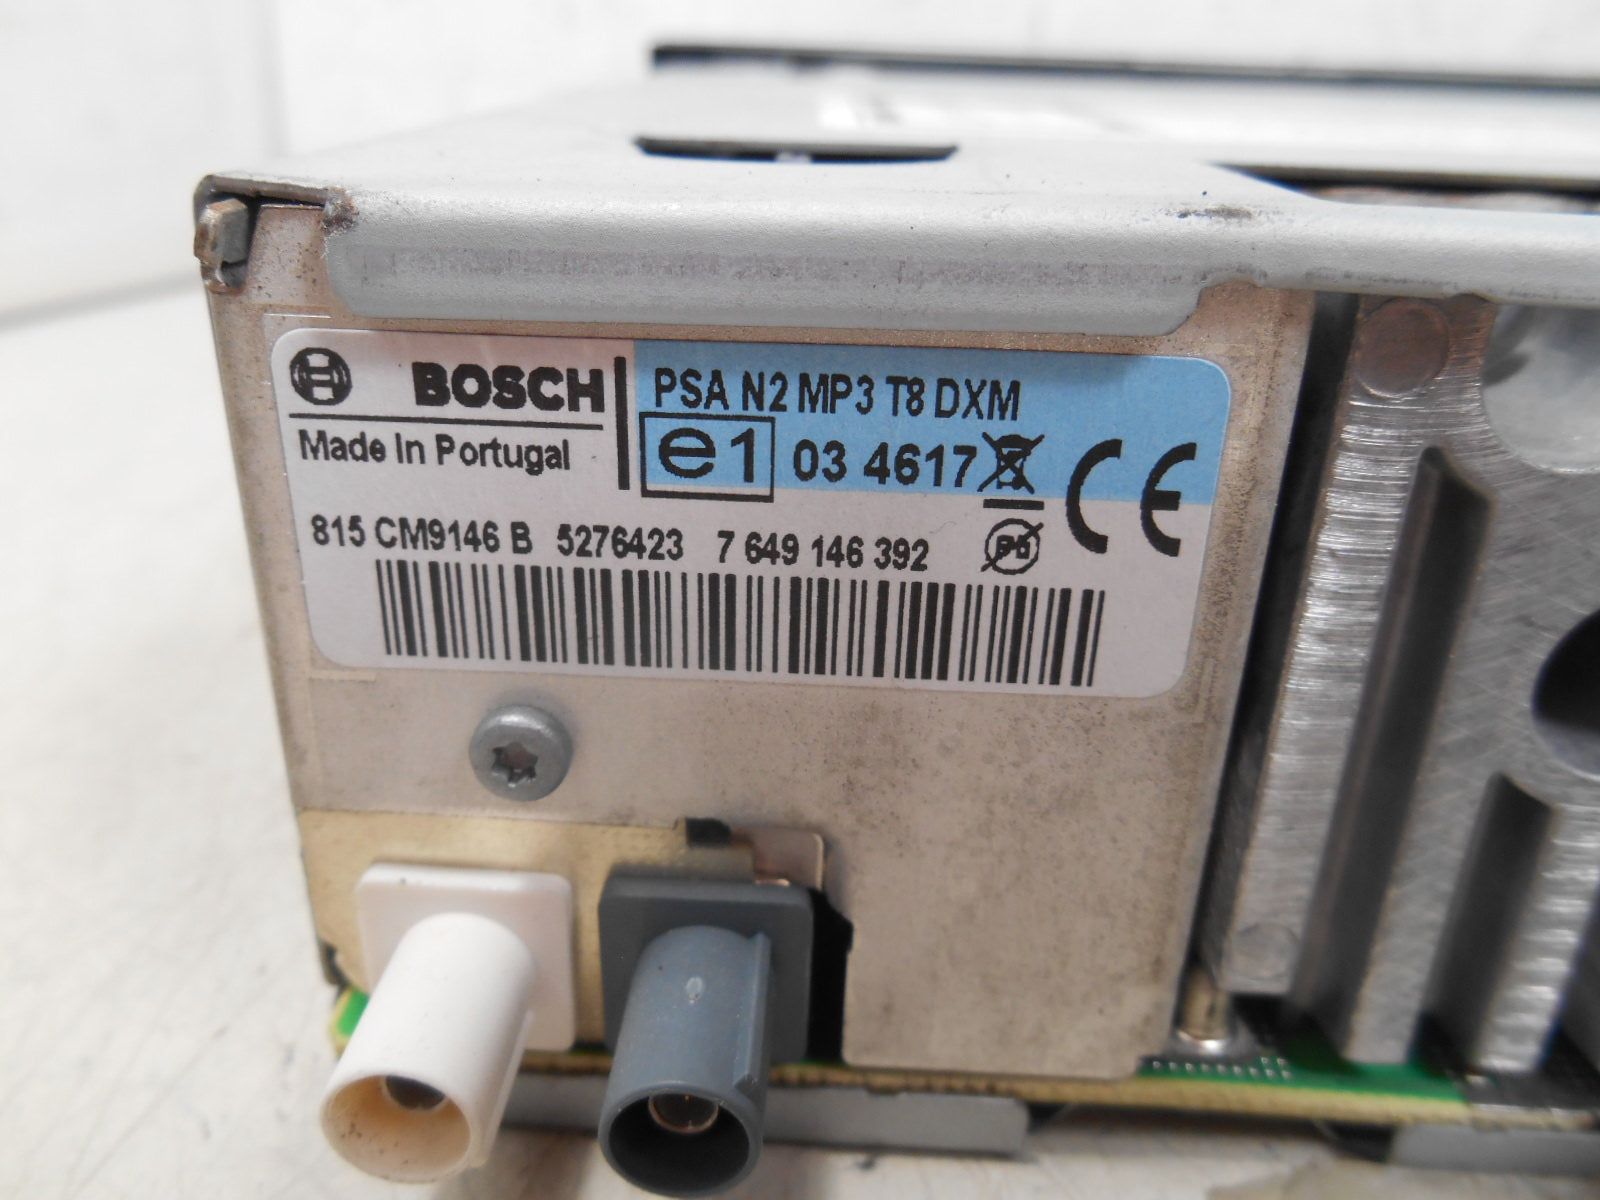 BOSCH
Made In Portugal
PSA N2 MP3 T8 DXM
e1 03 4617
CE
815 CM9146 B 5276423 7 649 146 392
Pb